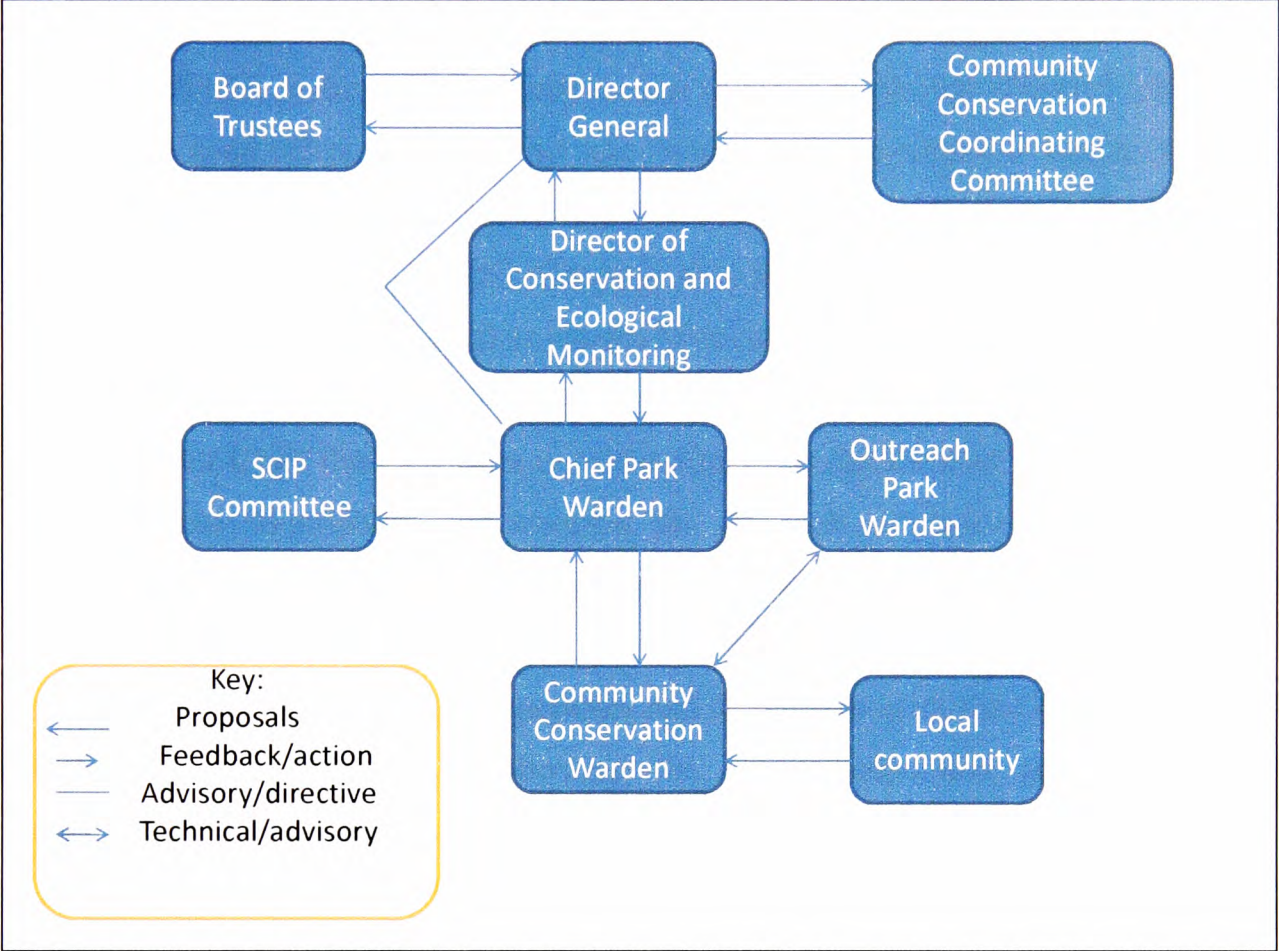 Board of
Trustees
Director
General
Community
Conservation
Coordinating
Committee
Director of
Conservation and
Ecological
Monitoring
SCIP
Committee
Chief Park
Warden
Outreach
Park
Warden
Community
Conservation
Warden
Local
community
Key:
Proposals
Feedback/action
Advisory/directive
Technical/advisory